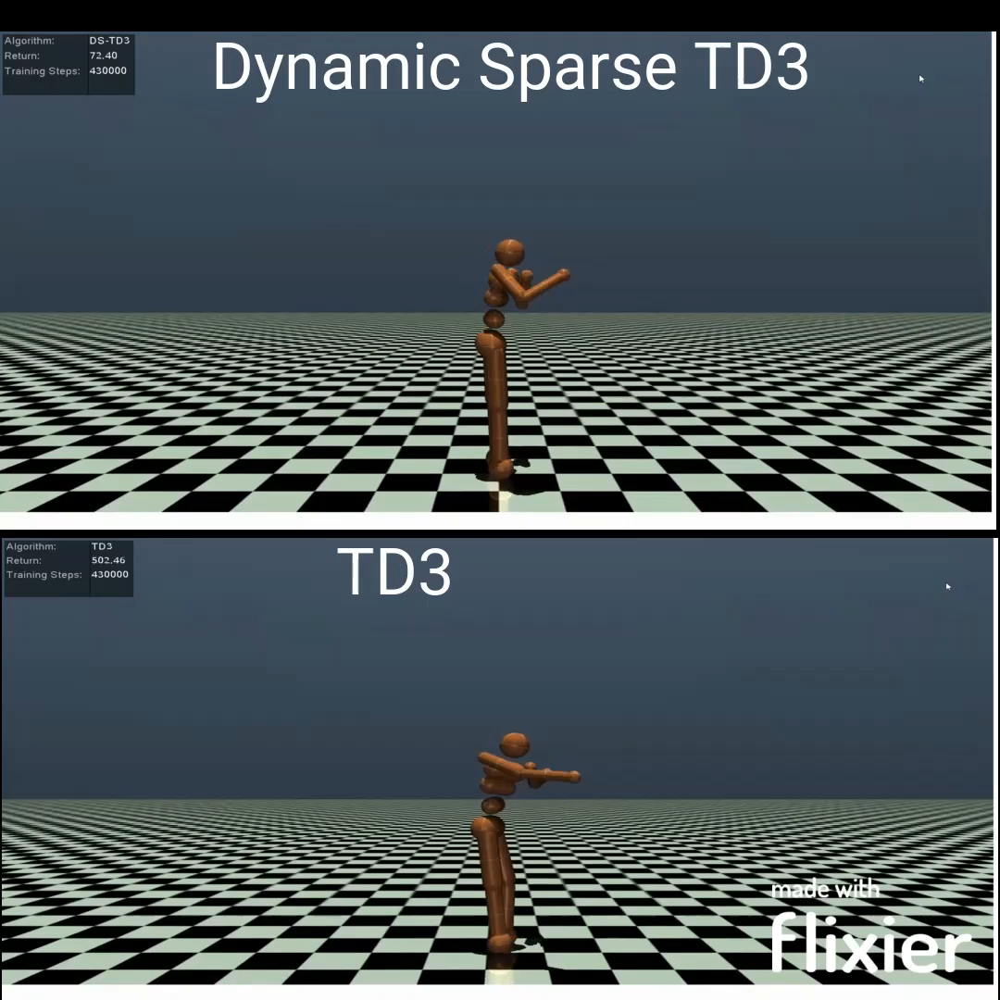 Algorithm: DS-TD3
Return: 72.40
Training Steps: 430000
Dynamic Sparse TD3
Algorithm: TD3
Return: 502.46
Training Steps: 430000
TD3
made with
flixier